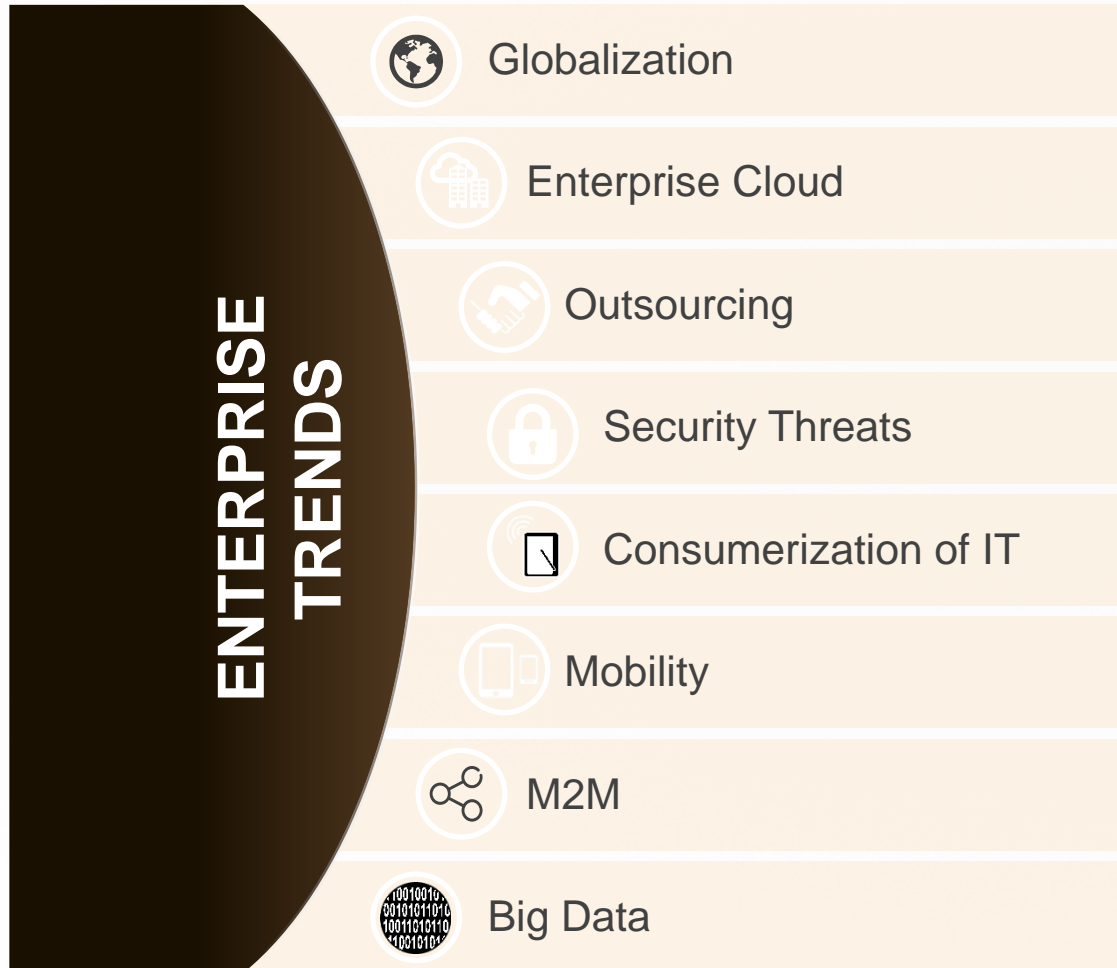 ENTERPRISE
TRENDS
Globalization
Enterprise Cloud
Outsourcing
Security Threats
Consumerization of IT
Mobility
M2M
Big Data